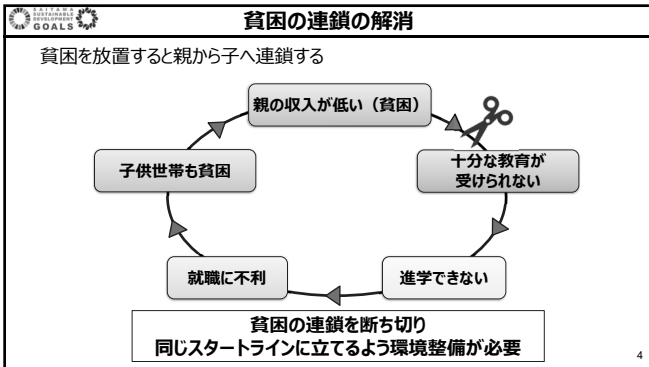 SAITAMA
SUSTAINABLE
DEVELOPMENT
GOALS
貧困の連鎖の解消
貧困を放置すると親から子へ連鎖する
親の収入が低い（貧困）
十分な教育が
受けられない
進学できない
就職に不利
子供世帯も貧困
貧困の連鎖を断ち切り
同じスタートラインに立てるよう環境整備が必要
4